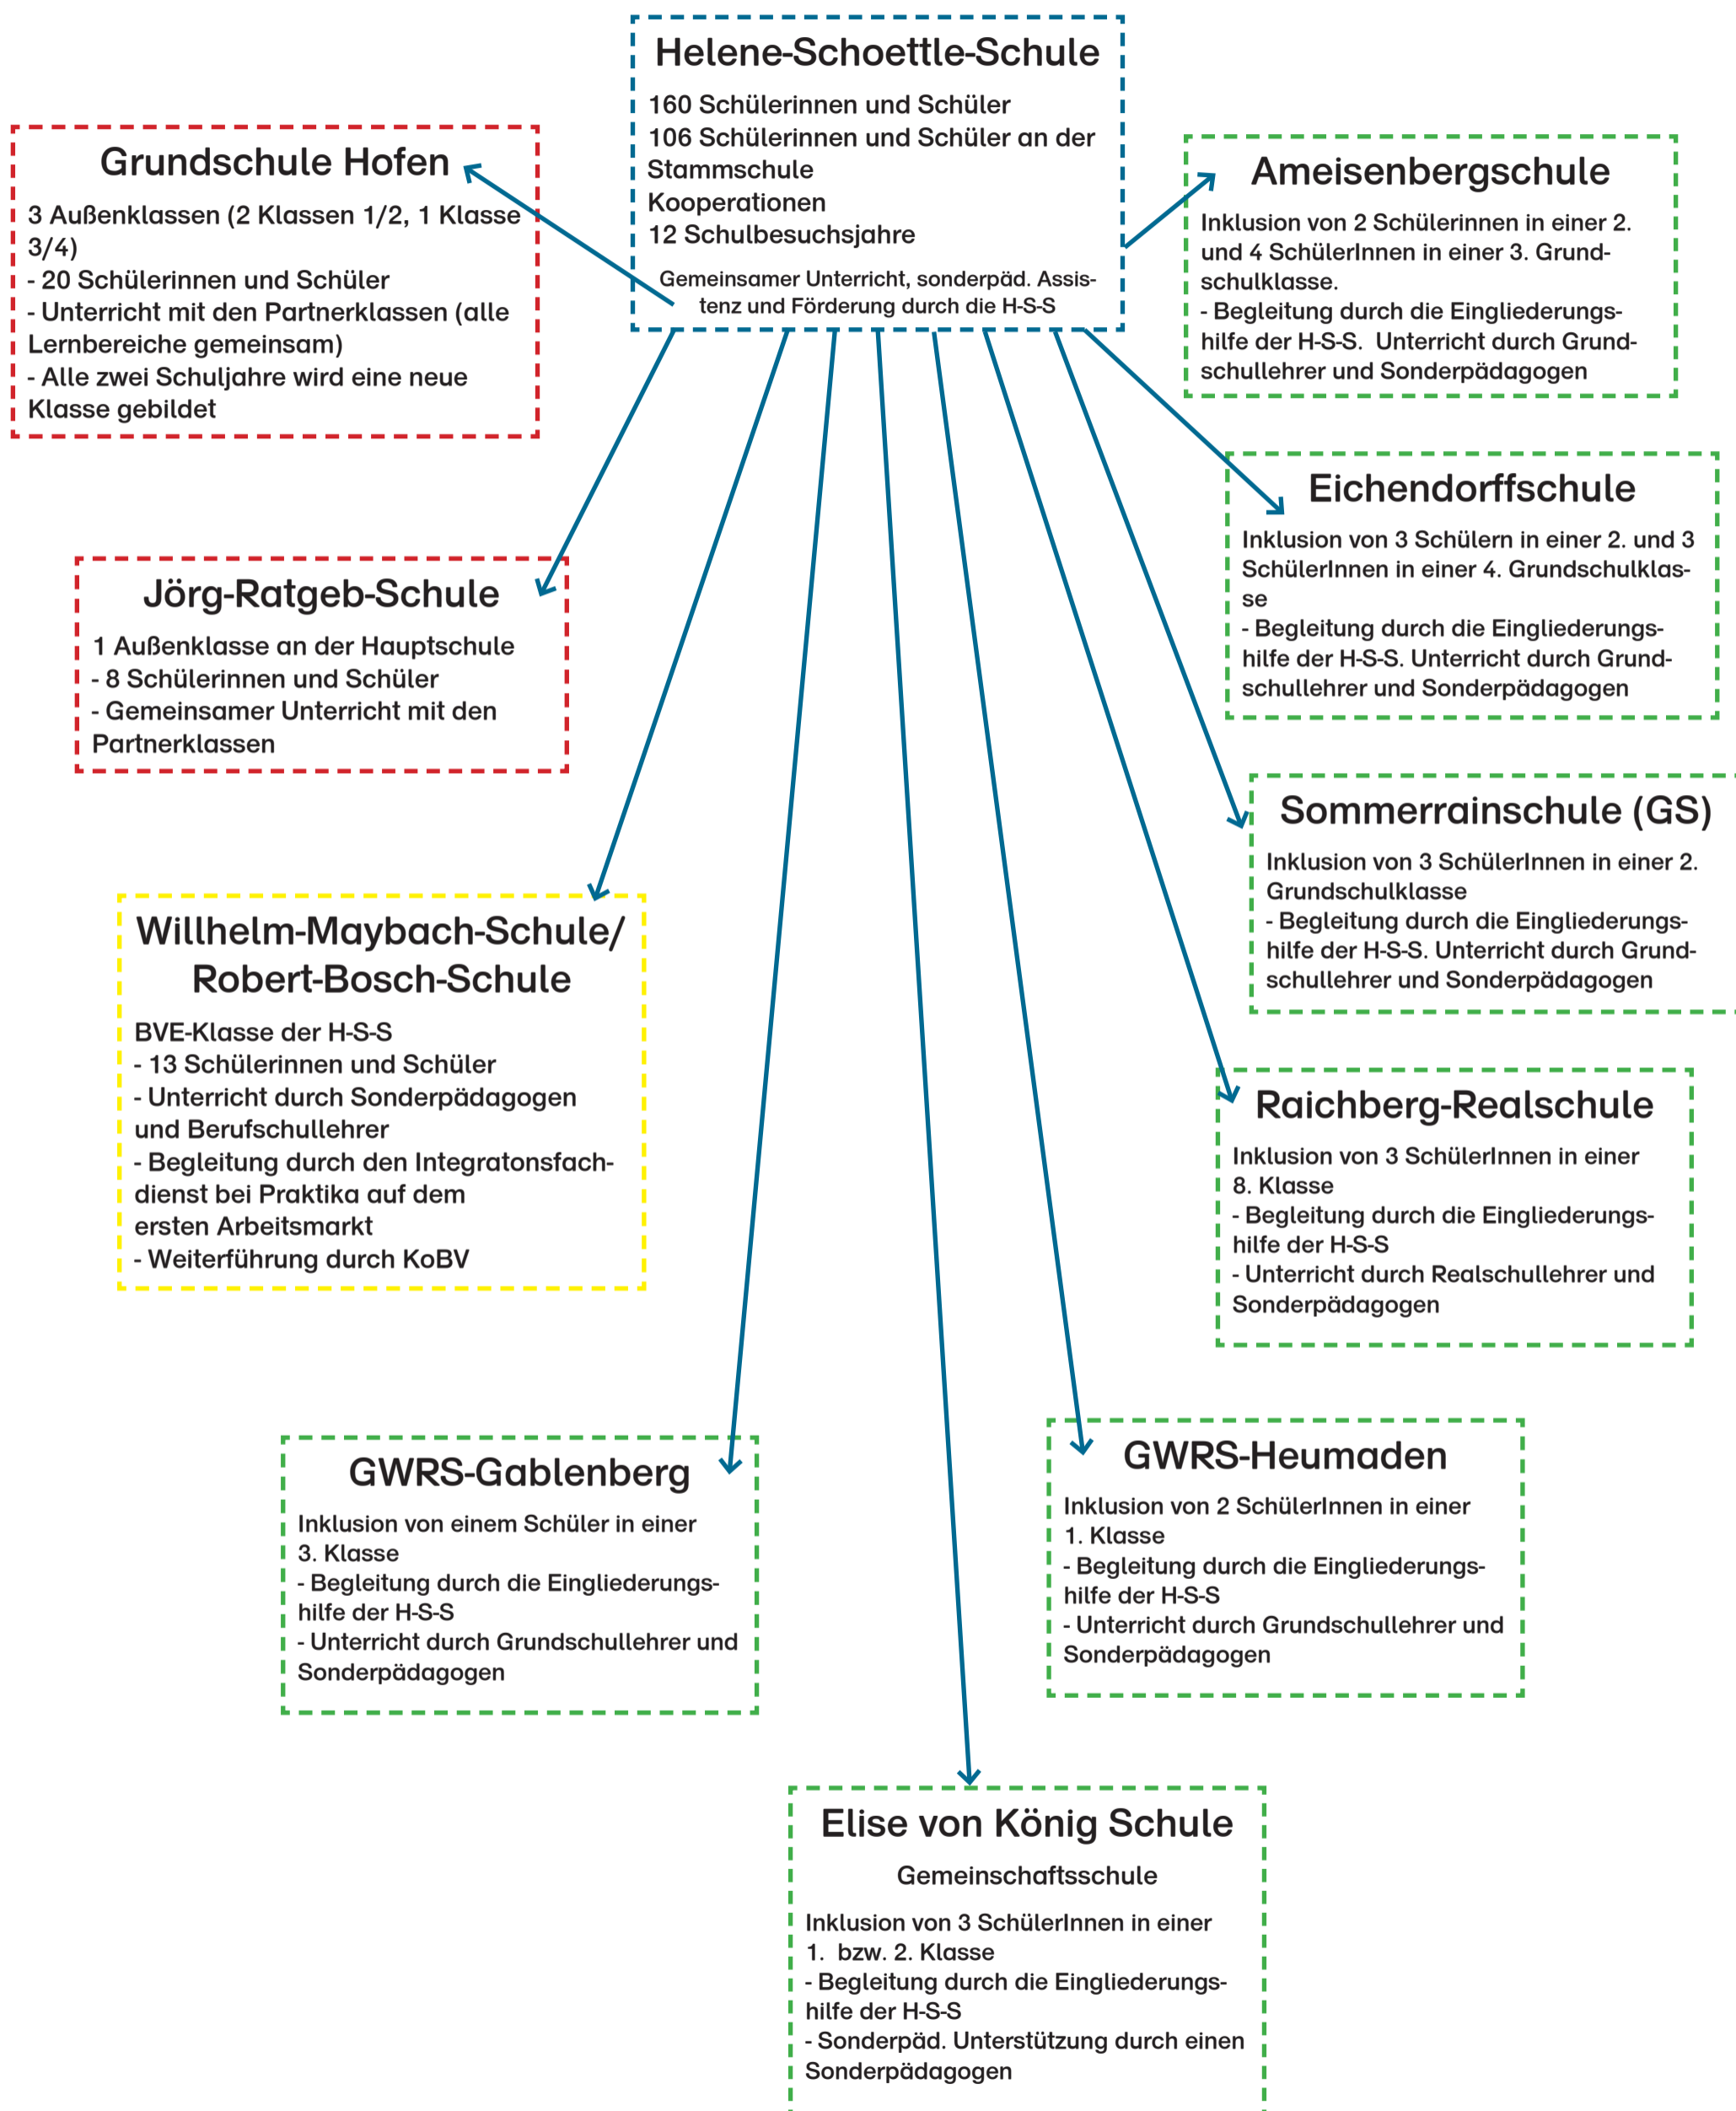 Helene-Schoettle-Schule
160 Schülerinnen und Schüler
106 Schülerinnen und Schüler an der
Stammschule
Kooperationen
12 Schulbesuchsjahre
Gemeinsamer Unterricht, sonderpäd. Assis-
tenz und Förderung durch die H-S-S
Grundschule Hofen
3 Außenklassen (2 Klassen 1/2, 1 Klasse
3/4)
- 20 Schülerinnen und Schüler
- Unterricht mit den Partnerklassen (alle
Lernbereiche gemeinsam)
- Alle zwei Schuljahre wird eine neue
Klasse gebildet
Ameisenbergschule
Inklusion von 2 Schülerinnen in einer 2.
und 4 SchülerInnen in einer 3. Grund-
schulklasse.
- Begleitung durch die Eingliederungs-
hilfe der H-S-S.  Unterricht durch Grund-
schullehrer und Sonderpädagogen
Eichendorffschule
Inklusion von 3 Schülern in einer 2. und 3
SchülerInnen in einer 4. Grundschulklas-
se
- Begleitung durch die Eingliederungs-
hilfe der H-S-S. Unterricht durch Grund-
schullehrer und Sonderpädagogen
Jörg-Ratgeb-Schule
1 Außenklasse an der Hauptschule
- 8 Schülerinnen und Schüler
- Gemeinsamer Unterricht mit den
Partnerklassen
Sommerrainschule (GS)
Inklusion von 3 SchülerInnen in einer 2.
Grundschulklasse
- Begleitung durch die Eingliederungs-
hilfe der H-S-S. Unterricht durch Grund-
schullehrer und Sonderpädagogen
Willhelm-Maybach-Schule/
Robert-Bosch-Schule
BVE-Klasse der H-S-S
- 13 Schülerinnen und Schüler
- Unterricht durch Sonderpädagogen
und Berufschullehrer
- Begleitung durch den Integratonsfach-
dienst bei Praktika auf dem
ersten Arbeitsmarkt
- Weiterführung durch KoBV
Raichberg-Realschule
Inklusion von 3 SchülerInnen in einer
8. Klasse
- Begleitung durch die Eingliederungs-
hilfe der H-S-S
- Unterricht durch Realschullehrer und
Sonderpädagogen
GWRS-Gablenberg
Inklusion von einem Schüler in einer
3. Klasse
- Begleitung durch die Eingliederungs-
hilfe der H-S-S
- Unterricht durch Grundschullehrer und
Sonderpädagogen
GWRS-Heumaden
Inklusion von 2 SchülerInnen in einer
1. Klasse
- Begleitung durch die Eingliederungs-
hilfe der H-S-S
- Unterricht durch Grundschullehrer und
Sonderpädagogen
Elise von König Schule
Gemeinschaftsschule
Inklusion von 3 SchülerInnen in einer
1.  bzw. 2. Klasse
- Begleitung durch die Eingliederungs-
hilfe der H-S-S
- Sonderpäd. Unterstützung durch einen
Sonderpädagogen